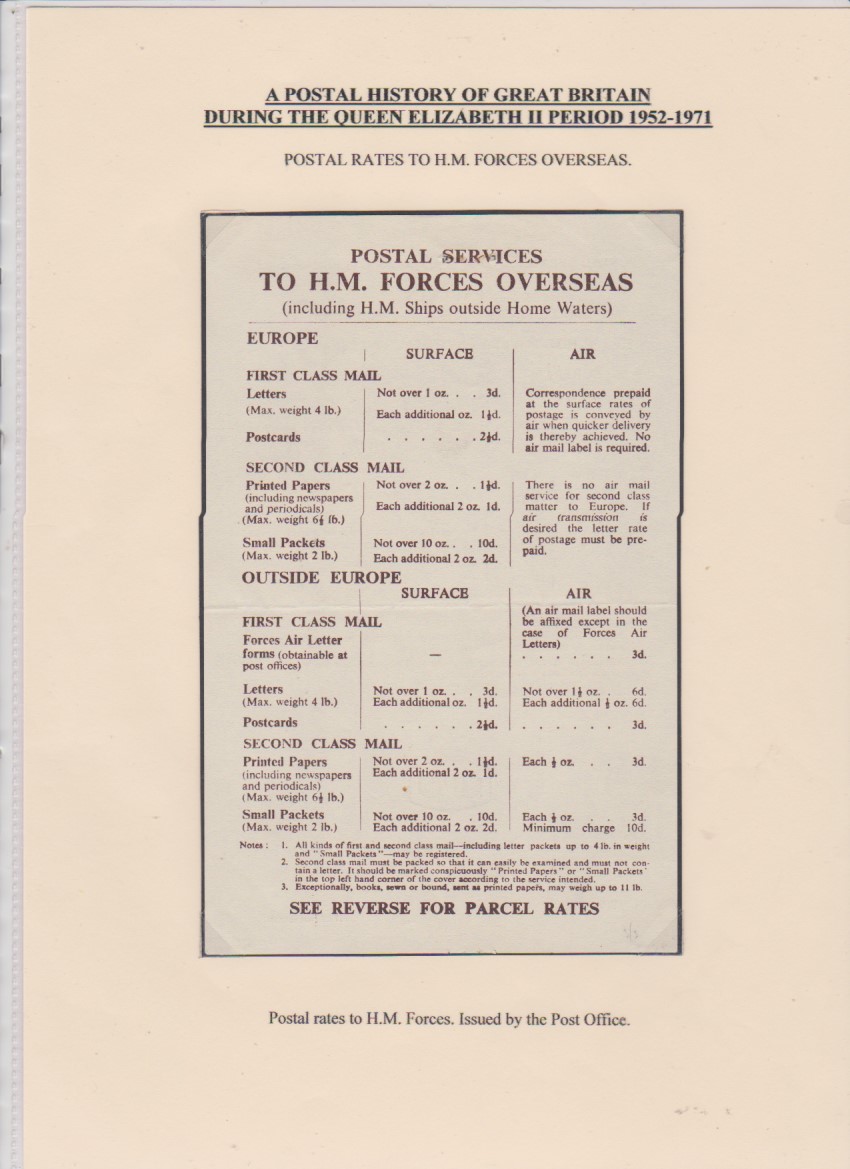 A POSTAL HISTORY OF GREAT BRITAIN
DURING THE QUEEN ELIZABETH II PERIOD 1952-1971
POSTAL RATES TO H.M. FORCES OVERSEAS.
POSTAL SERVICES
TO H.M. FORCES OVERSEAS
(including H.M. Ships outside Home Waters)
EUROPE
SURFACE AIR
FIRST CLASS MAIL
Letters Not over 1 oz. . . 3d.
(Max. weight 4 lb.) Each additional oz. 1½d.
Postcards . . . . . . 2½d.
Correspondence prepaid
at the surface rates of
postage is conveyed by
air when quicker delivery
is thereby achieved. No
air mail label is required.
SECOND CLASS MAIL
Printed Papers Not over 2 oz. . . 1½d.
(including newspapers
and periodicals) Each additional 2 oz. 1d.
(Max. weight 6½ lb.)
Small Packets Not over 10 oz. . . 10d.
(Max. weight 2 lb.) Each additional 2 oz. 2d.
There is no air mail
service for second class
matter to Europe. If
air transmission is
desired the letter rate
of postage must be pre-
paid.
OUTSIDE EUROPE
SURFACE AIR
FIRST CLASS MAIL
(An air mail label should
be affixed except in the
case of Forces Air
Letters)
Forces Air Letter
forms (obtainable at — . . . . . . 3d.
post offices)
Letters Not over 1 oz. . . 3d. Not over 1½ oz. . 6d.
(Max. weight 4 lb.) Each additional oz. 1½d. Each additional ½ oz. 6d.
Postcards . . . . . . 2½d. . . . . . . 3d.
SECOND CLASS MAIL
Printed Papers Not over 2 oz. . . 1½d. Each ½ oz. . . 3d.
(including newspapers Each additional 2 oz. 1d.
and periodicals)
(Max. weight 6½ lb.)
Small Packets Not over 10 oz. . 10d. Each ½ oz. . . 3d.
(Max. weight 2 lb.) Each additional 2 oz. 2d. Minimum charge 10d.
Notes : 1. All kinds of first and second class mail—including letter packets up to 4 lb. in weight
and "Small Packets"—may be registered.
2. Second class mail must be packed so that it can easily be examined and must not con-
tain a letter. It should be marked conspicuously "Printed Papers" or "Small Packets'
in the top left hand corner of the cover according to the service intended.
3. Exceptionally, books, sewn or bound, sent as printed papers, may weigh up to 11 lb.
SEE REVERSE FOR PARCEL RATES
Postal rates to H.M. Forces. Issued by the Post Office.